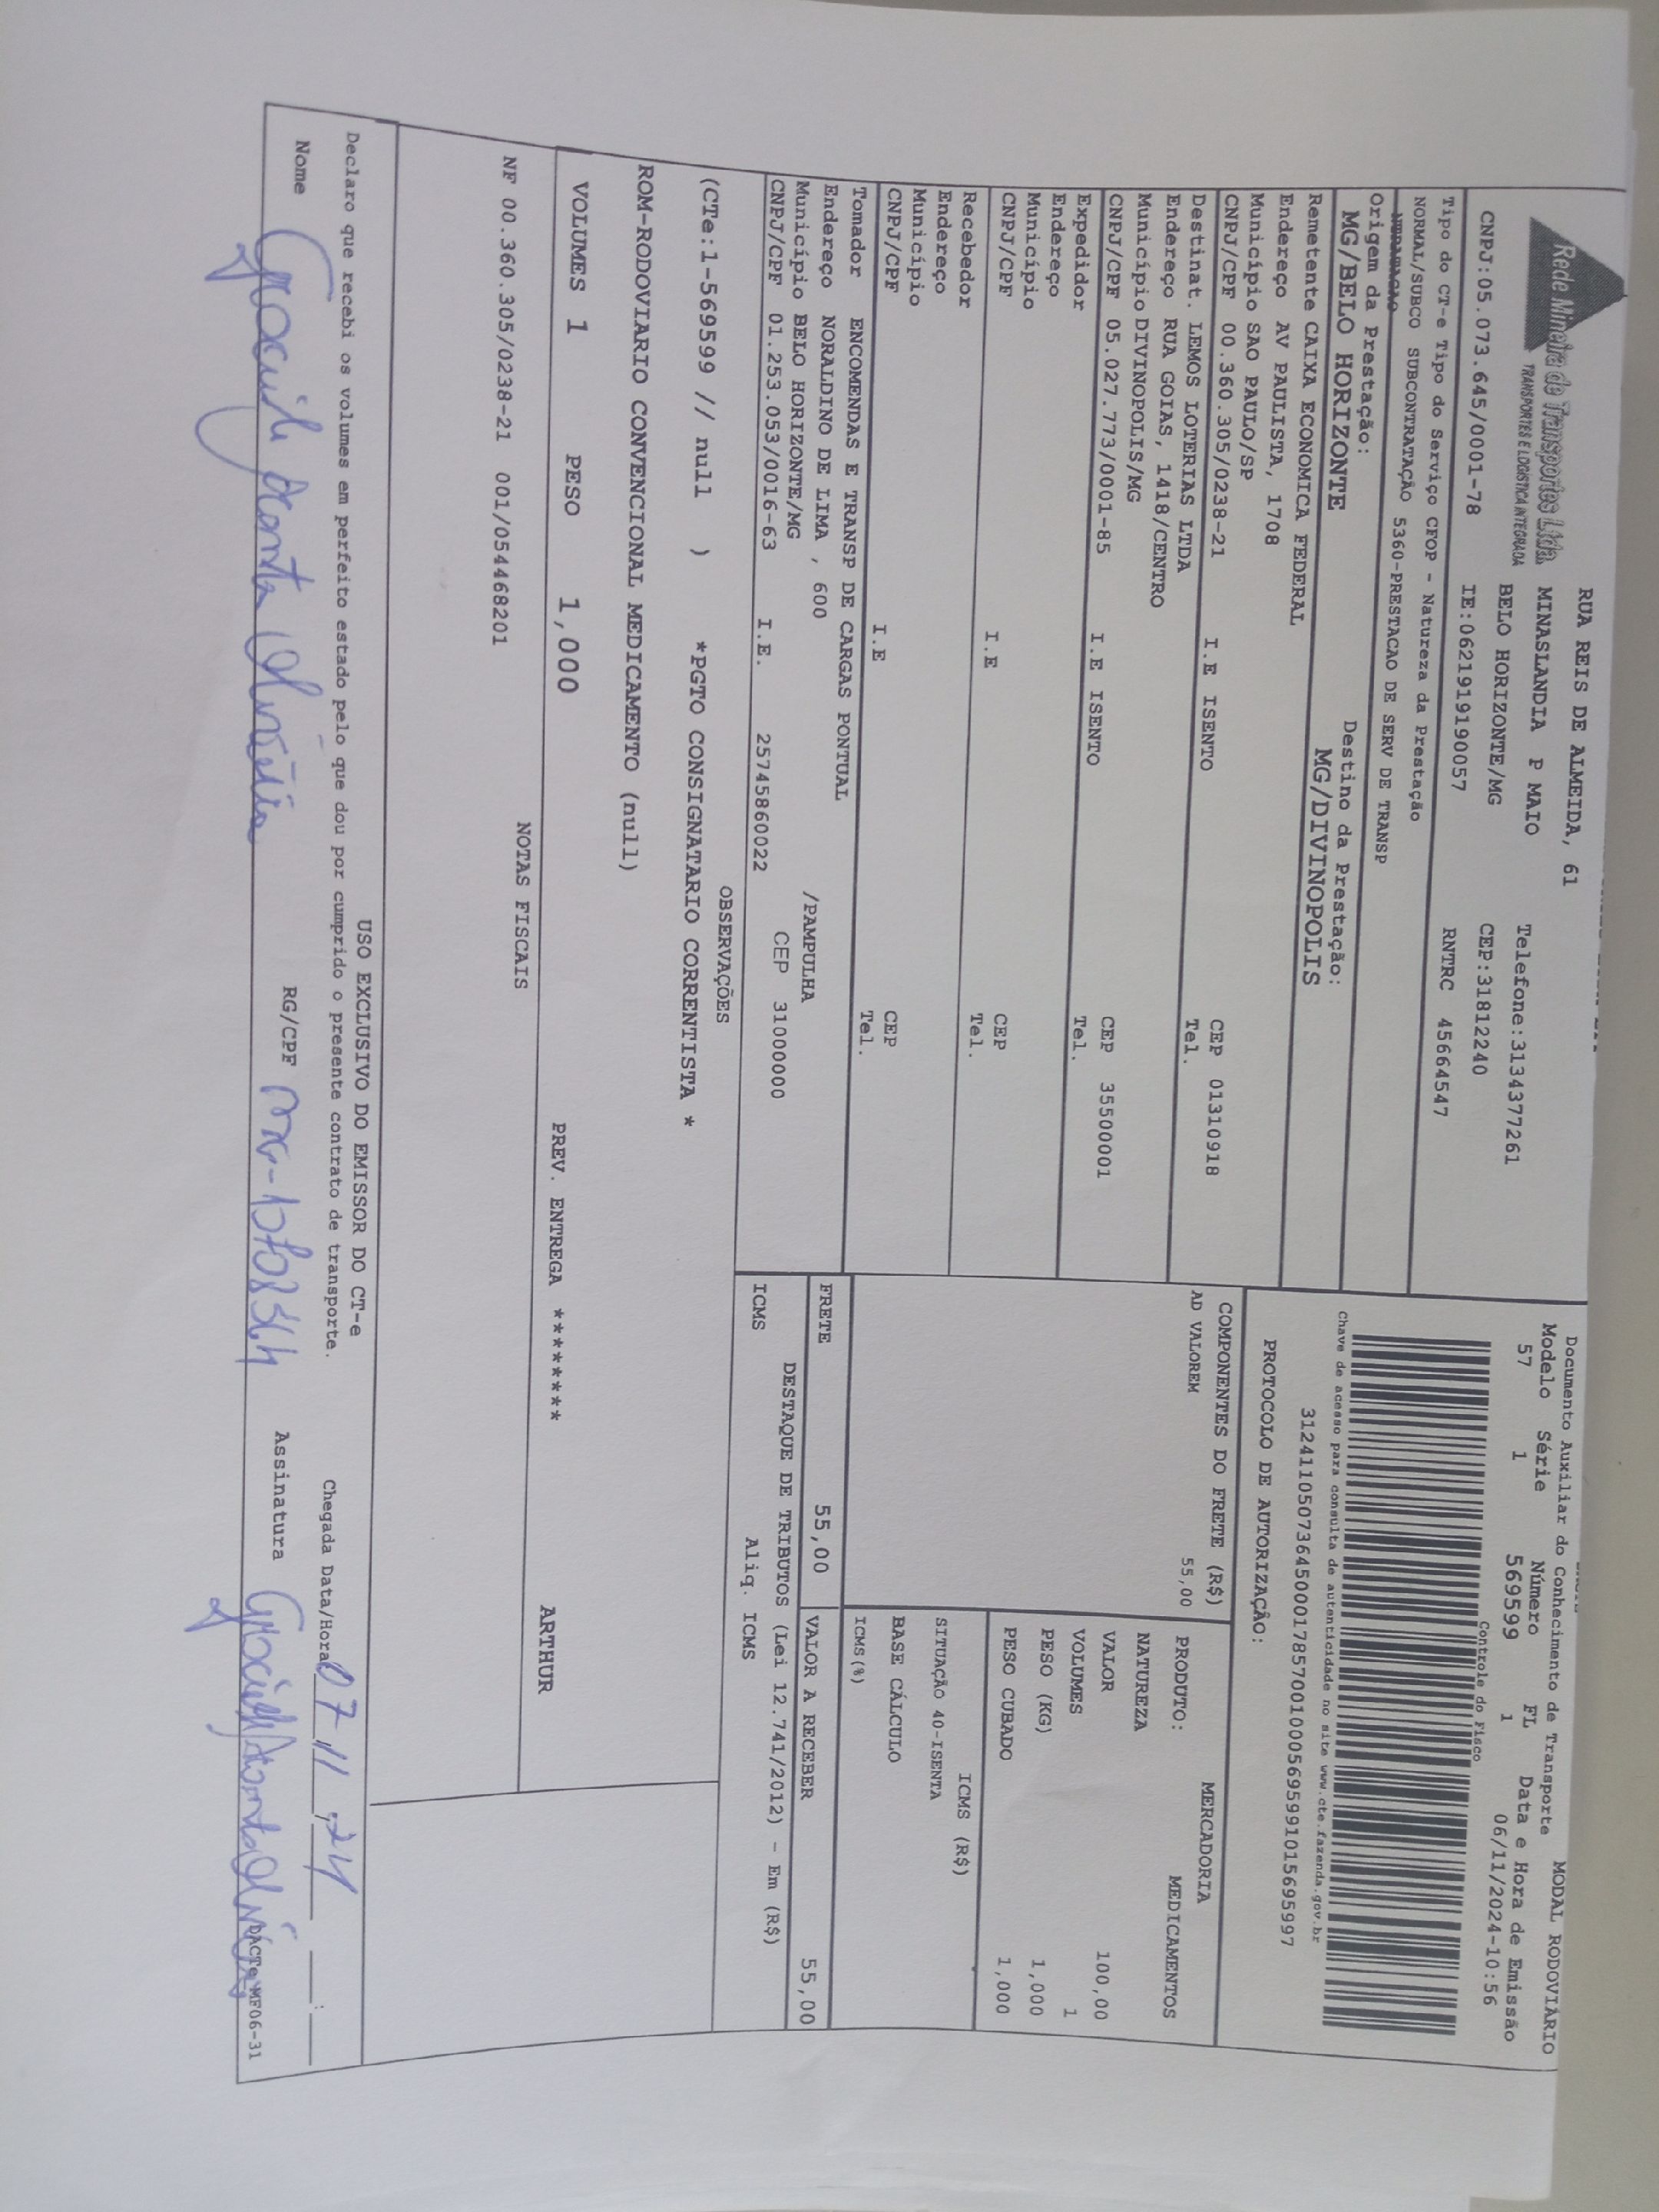 Rede Mineira de Transportes Ltda
TRANSPORTES E LOGÍSTICA INTEGRADA
RUA REIS DE ALMEIDA, 61
MINASLANDIA P MAIO
BELO HORIZONTE/MG
Telefone:3134377261
CEP:31812240
CNPJ:05.073.645/0001-78 IE:0621919190057
RNTRC 45664547
Tipo do CT-e Tipo do Serviço CFOP - Natureza da Prestação
NORMAL/SUBCO SUBCONTRATAÇÃO 5360-PRESTACAO DE SERV DE TRANSP
Origem da Prestação: Destino da Prestação:
MG/BELO HORIZONTE MG/DIVINOPOLIS
Remetente CAIXA ECONOMICA FEDERAL
Endereço AV PAULISTA, 1708
Município SAO PAULO/SP CEP 01310918
CNPJ/CPF 00.360.305/0238-21 I.E ISENTO Tel.
Destinat. LEMOS LOTERIAS LTDA
Endereço RUA GOIAS, 1418/CENTRO
Município DIVINOPOLIS/MG CEP 35500001
CNPJ/CPF 05.027.773/0001-85 I.E ISENTO Tel.
Expedidor
Endereço
Município CEP
CNPJ/CPF I.E Tel.
Recebedor
Endereço
Município CEP
CNPJ/CPF I.E Tel.
Tomador ENCOMENDAS E TRANSP DE CARGAS PONTUAL
Endereço NORALDINO DE LIMA , 600 /PAMPULHA
Município BELO HORIZONTE/MG CEP 31000000
CNPJ/CPF 01.253.053/0016-63 I.E. 25745860022
Documento Auxiliar do Conhecimento de Transporte MODAL RODOVIÁRIO
Modelo Série Número FL Data e Hora de Emissão
57 1 569599 1 06/11/2024-10:56
Controle do Fisco
Chave de acesso para consulta de autenticidade no site www.cte.fazenda.gov.br
31241105073645000178570010005695991015695997
PROTOCOLO DE AUTORIZAÇÃO:
COMPONENTES DO FRETE (R$)
AD VALOREM 55,00
MERCADORIA
PRODUTO: MEDICAMENTOS
NATUREZA
VALOR 100,00
VOLUMES 1
PESO (KG) 1,000
PESO CUBADO 1,000
ICMS (R$)
SITUAÇÃO 40-ISENTA
BASE CÁLCULO
ICMS(%)
FRETE 55,00 VALOR A RECEBER 55,00
DESTAQUE DE TRIBUTOS (Lei 12.741/2012) - Em (R$)
ICMS Aliq. ICMS
OBSERVAÇÕES
(CTe:1-569599 // null ) *PGTO CONSIGNATARIO CORRENTISTA *
ROM-RODOVIARIO CONVENCIONAL MEDICAMENTO (null)
VOLUMES 1 PESO 1,000 PREV. ENTREGA ******** ARTHUR
NOTAS FISCAIS
NF 00.360.305/0238-21 001/054468201
USO EXCLUSIVO DO EMISSOR DO CT-e
Declaro que recebi os volumes em perfeito estado pelo que dou por cumprido o presente contrato de transporte. Chegada Data/Hora 07 11 24 :
Nome RG/CPF Assinatura
DACTe MF06-31